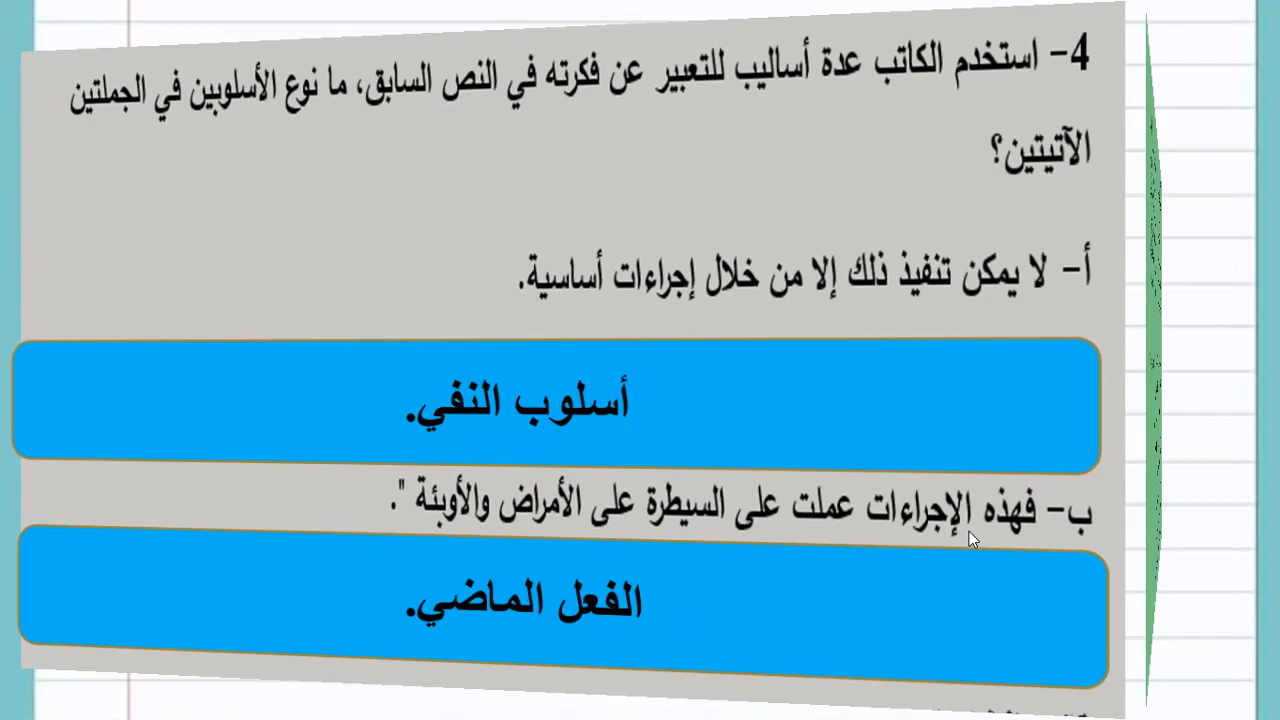 4- استخدم الكاتب عدة أساليب للتعبير عن فكرته في النص السابق، ما نوع الأسلوبين في الجملتين
الآتيتين؟
أ- لا يمكن تنفيذ ذلك إلا من خلال إجراءات أساسية.
أسلوب النفي.
ب- فهذه الإجراءات عملت على السيطرة على الأمراض والأوبئة ".
الفعل الماضي.